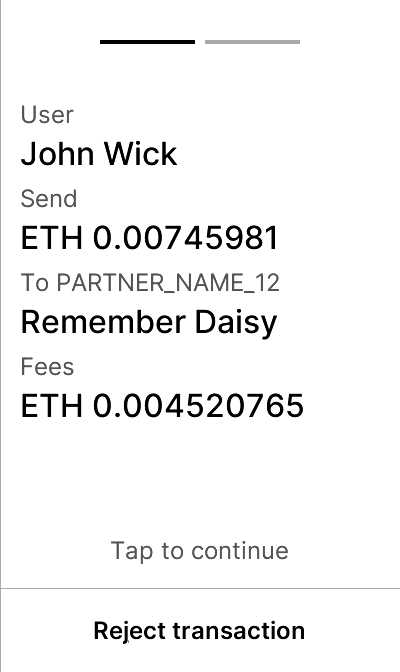 User
John Wick
Send
ETH 0.00745981
To PARTNER_NAME_12
Remember Daisy
Fees
ETH 0.004520765
Tap to continue
Reject transaction